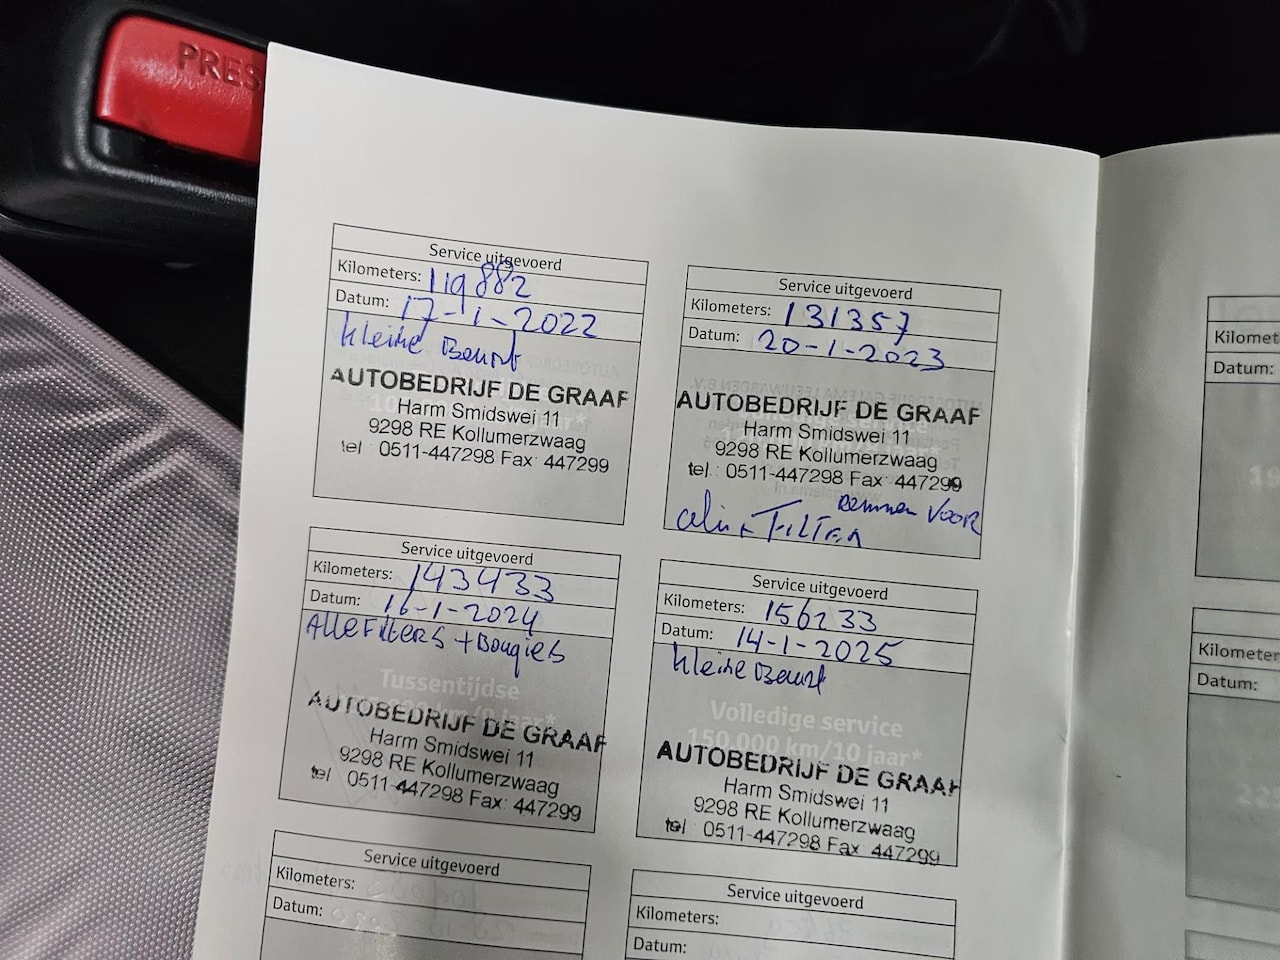 PRES
Service uitgevoerd
Kilometers: 119882
Datum: 17-1-2022
kleine Beurt
AUTOBEDRIJF DE GRAAF
Harm Smidswei 11
9298 RE Kollumerzwaag
tel 0511-447298 Fax: 447299
Service uitgevoerd
Kilometers: 131357
Datum: 20-1-2023
AUTOBEDRIJF DE GRAAF
Harm Smidswei 11
9298 RE Kollumerzwaag
tel.: 0511-447298 Fax: 447299
Remmen VOOR
olie + FILTER
Service uitgevoerd
Kilometers: 143433
Datum: 16-1-2024
Alle Filters + Bougies
Tussentijdse
AUTOBEDRIJF DE GRAAF
Harm Smidswei 11
9298 RE Kollumerzwaag
tel 0511-447298 Fax: 447299
Service uitgevoerd
Kilometers: 156233
Datum: 14-1-2025
kleine Beurt
Volledige service
150.000 km/10 jaar*
AUTOBEDRIJF DE GRAAF
Harm Smidswei 11
9298 RE Kollumerzwaag
tel 0511-447298 Fax 447299
Service uitgevoerd
Kilometers:
Datum:
Service uitgevoerd
Kilometers:
Datum:
Kilomet
Datum:
Kilometer
Datum: